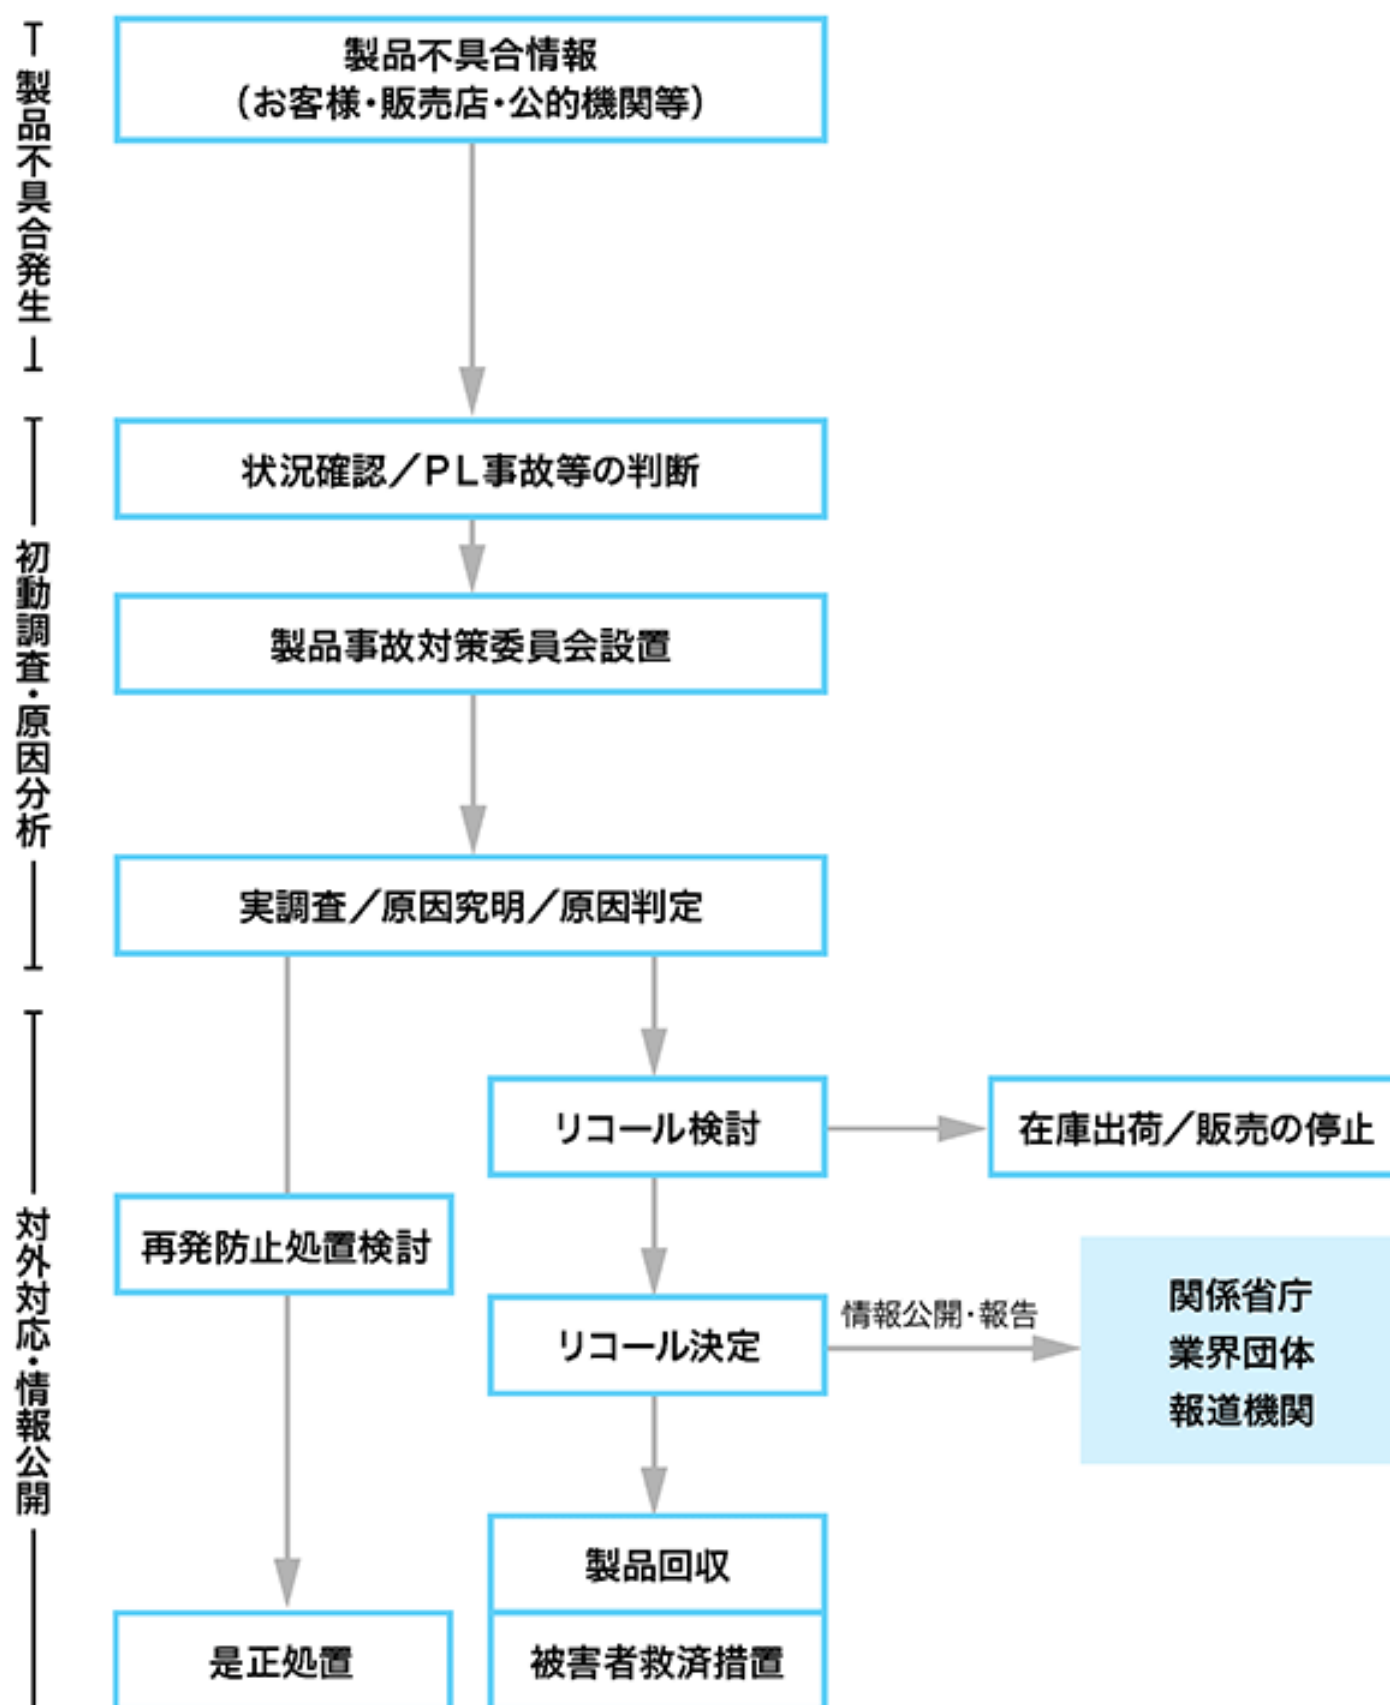 製品不具合発生
製品不具合情報
（お客様・販売店・公的機関等）
初動調査・原因分析
状況確認／ＰＬ事故等の判断
製品事故対策委員会設置
実調査／原因究明／原因判定
対外対応・情報公開
リコール検討
在庫出荷／販売の停止
再発防止処置検討
リコール決定
情報公開・報告
関係省庁
業界団体
報道機関
製品回収
是正処置
被害者救済措置